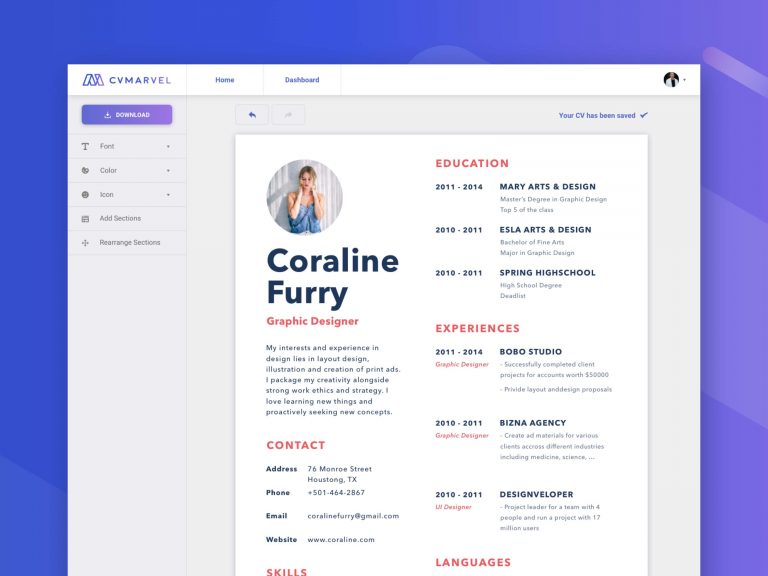 CVMARVEL
Home
Dashboard
DOWNLOAD
Font
Color
Icon
Add Sections
Rearrange Sections
Your CV has been saved
Coraline
Furry
Graphic Designer
My interests and experience in
design lies in layout design,
illustration and creation of print ads.
I package my creativity alongside
strong work ethics and strategy. I
love learning new things and
proactively seeking new concepts.
CONTACT
Address 76 Monroe Street
Houstong, TX
Phone +501-464-2867
Email coralinefurry@gmail.com
Website www.coraline.com
SKILLS
EDUCATION
2011 - 2014 MARY ARTS & DESIGN
Master's Degree in Graphic Design
Top 5 of the class
2010 - 2011 ESLA ARTS & DESIGN
Bachelor of Fine Arts
Major in Graphic Design
2010 - 2011 SPRING HIGHSCHOOL
High School Degree
Deadlist
EXPERIENCES
2011 - 2014 BOBO STUDIO
Graphic Designer - Successfully completed client
projects for accounts worth $50000
- Privide layout anddesign proposals
2010 - 2011 BIZNA AGENCY
Graphic Designer - Create ad materials for various
clients accross different industries
including medicine, science, ...
2010 - 2011 DESIGNVELOPER
UI Designer - Project leader for a team with 4
people and run a project with 17
million users
LANGUAGES